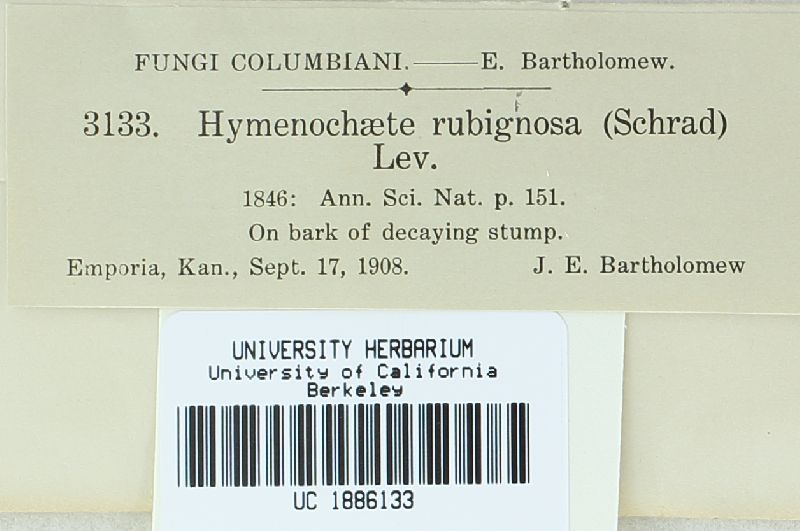 FUNGI COLUMBIANI.——E. Bartholomew.
3133. Hymenochæte rubignosa (Schrad)
Lev.
1846: Ann. Sci. Nat. p. 151.
On bark of decaying stump.
Emporia, Kan., Sept. 17, 1908. J. E. Bartholomew
UNIVERSITY HERBARIUM
University of California
Berkeley
UC 1886133